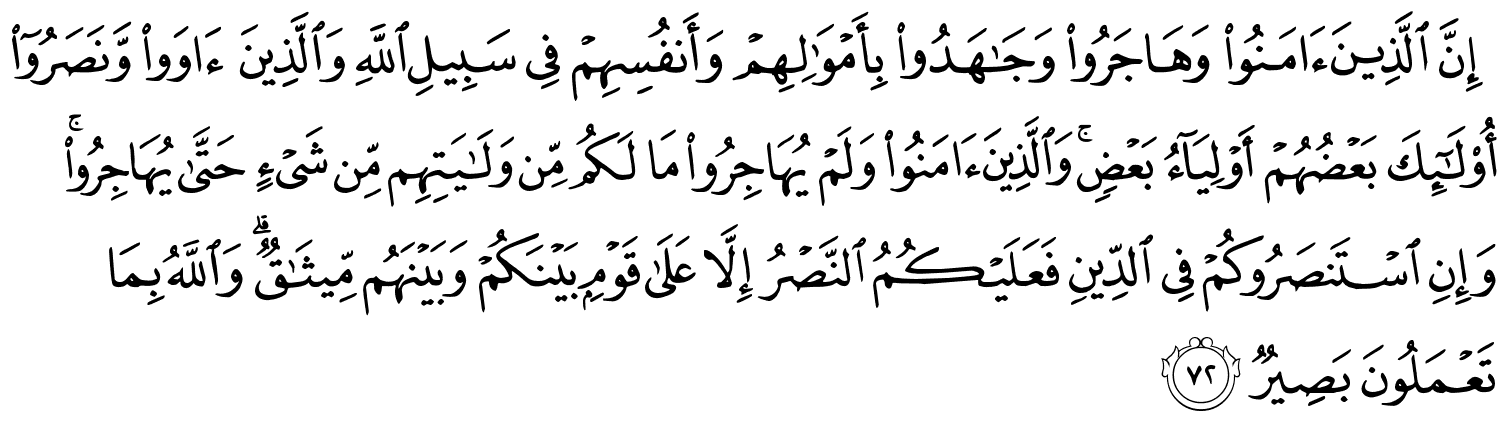 إِنَّ ٱلَّذِينَ ءَامَنُوا۟ وَهَاجَرُوا۟ وَجَـٰهَدُوا۟ بِأَمْوَٰلِهِمْ وَأَنفُسِهِمْ فِى سَبِيلِ ٱللَّهِ وَٱلَّذِينَ ءَاوَوا۟ وَّنَصَرُوٓا۟
أُو۟لَـٰٓئِكَ بَعْضُهُمْ أَوْلِيَآءُ بَعْضٍ ۚ وَٱلَّذِينَ ءَامَنُوا۟ وَلَمْ يُهَاجِرُوا۟ مَا لَكُم مِّن وَلَـٰيَتِهِم مِّن شَىْءٍ حَتَّىٰ يُهَاجِرُوا۟ ۚ
وَإِنِ ٱسْتَنصَرُوكُمْ فِى ٱلدِّينِ فَعَلَيْكُمُ ٱلنَّصْرُ إِلَّا عَلَىٰ قَوْمٍۭ بَيْنَكُمْ وَبَيْنَهُم مِّيثَـٰقٌ ۗ وَٱللَّهُ بِمَا
تَعْمَلُونَ بَصِيرٌ ٧٢